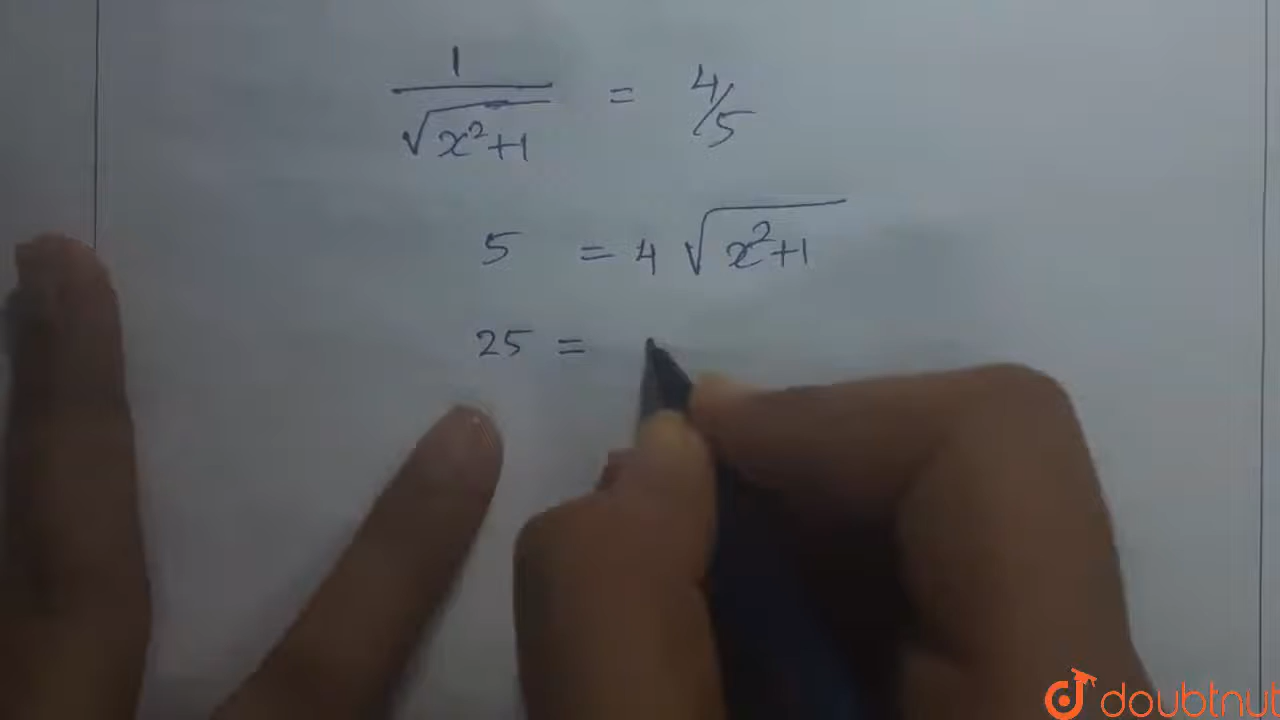 1/√(x²+1) = 4/5
5 = 4 √(x²+1)
25 =
doubtnut